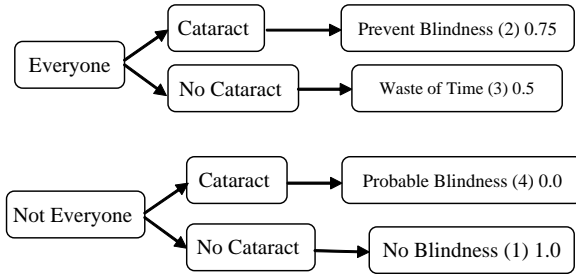 Cataract
Prevent Blindness (2) 0.75
Everyone
No Cataract
Waste of Time (3) 0.5
Cataract
Probable Blindness (4) 0.0
Not Everyone
No Cataract
No Blindness (1) 1.0